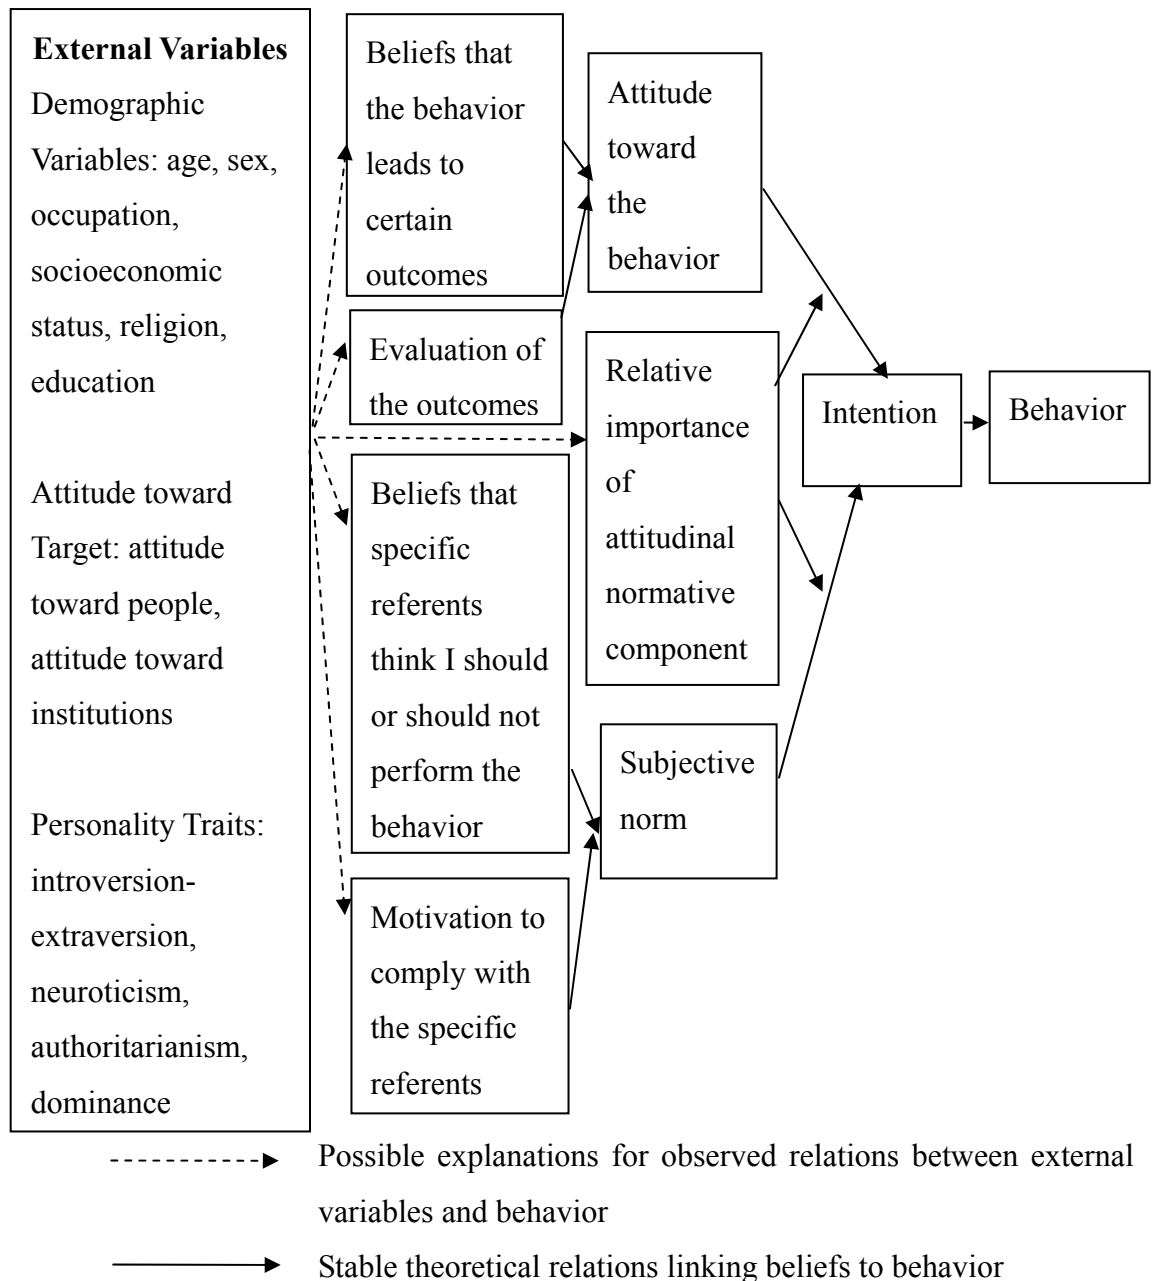 External Variables
Demographic
Variables: age, sex,
occupation,
socioeconomic
status, religion,
education
Attitude toward
Target: attitude
toward people,
attitude toward
institutions
Personality Traits:
introversion-
extraversion,
neuroticism,
authoritarianism,
dominance
Beliefs that
the behavior
leads to
certain
outcomes
Evaluation of
the outcomes
Beliefs that
specific
referents
think I should
or should not
perform the
behavior
Motivation to
comply with
the specific
referents
Attitude
toward
the
behavior
Relative
importance
of
attitudinal
normative
component
Subjective
norm
Intention
Behavior
Possible explanations for observed relations between external
variables and behavior
Stable theoretical relations linking beliefs to behavior